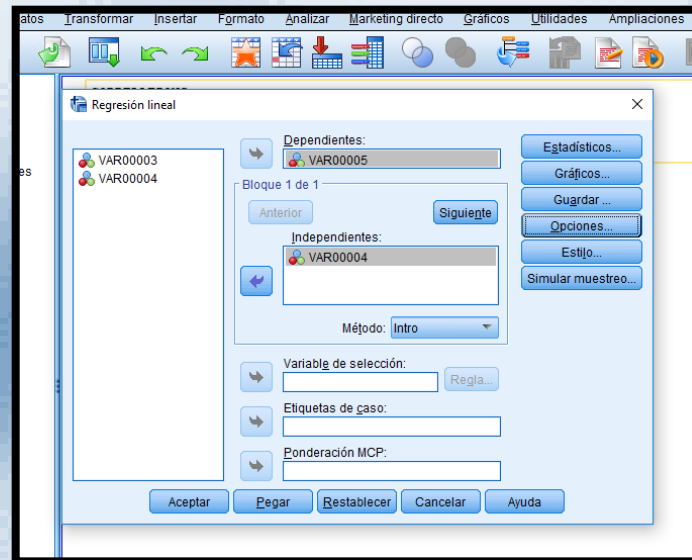 atos Transformar Insertar Formato Analizar Marketing directo Gráficos Utilidades Ampliaciones
Regresión lineal
es
VAR00003
VAR00004
Dependientes:
VAR00005
Bloque 1 de 1
Anterior
Siguiente
Independientes:
VAR00004
Método: Intro
Variable de selección:
Regla...
Etiquetas de caso:
Ponderación MCP:
Estadísticos...
Gráficos...
Guardar ...
Opciones...
Estilo...
Simular muestreo...
Aceptar Pegar Restablecer Cancelar Ayuda